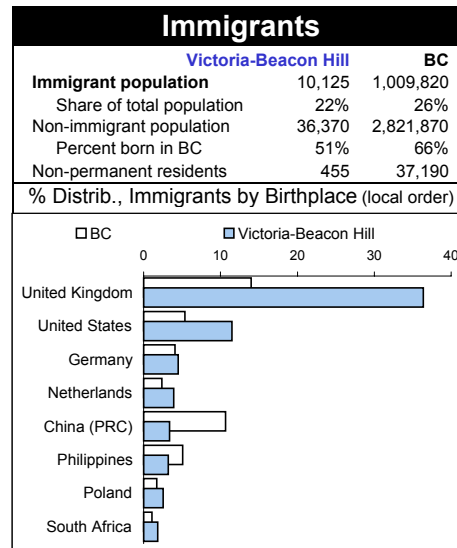 Immigrants
Victoria-Beacon Hill BC
Immigrant population 10,125 1,009,820
Share of total population 22% 26%
Non-immigrant population 36,370 2,821,870
Percent born in BC 51% 66%
Non-permanent residents 455 37,190
% Distrib., Immigrants by Birthplace (local order)
BC Victoria-Beacon Hill
0 10 20 30 40
United Kingdom
United States
Germany
Netherlands
China (PRC)
Philippines
Poland
South Africa